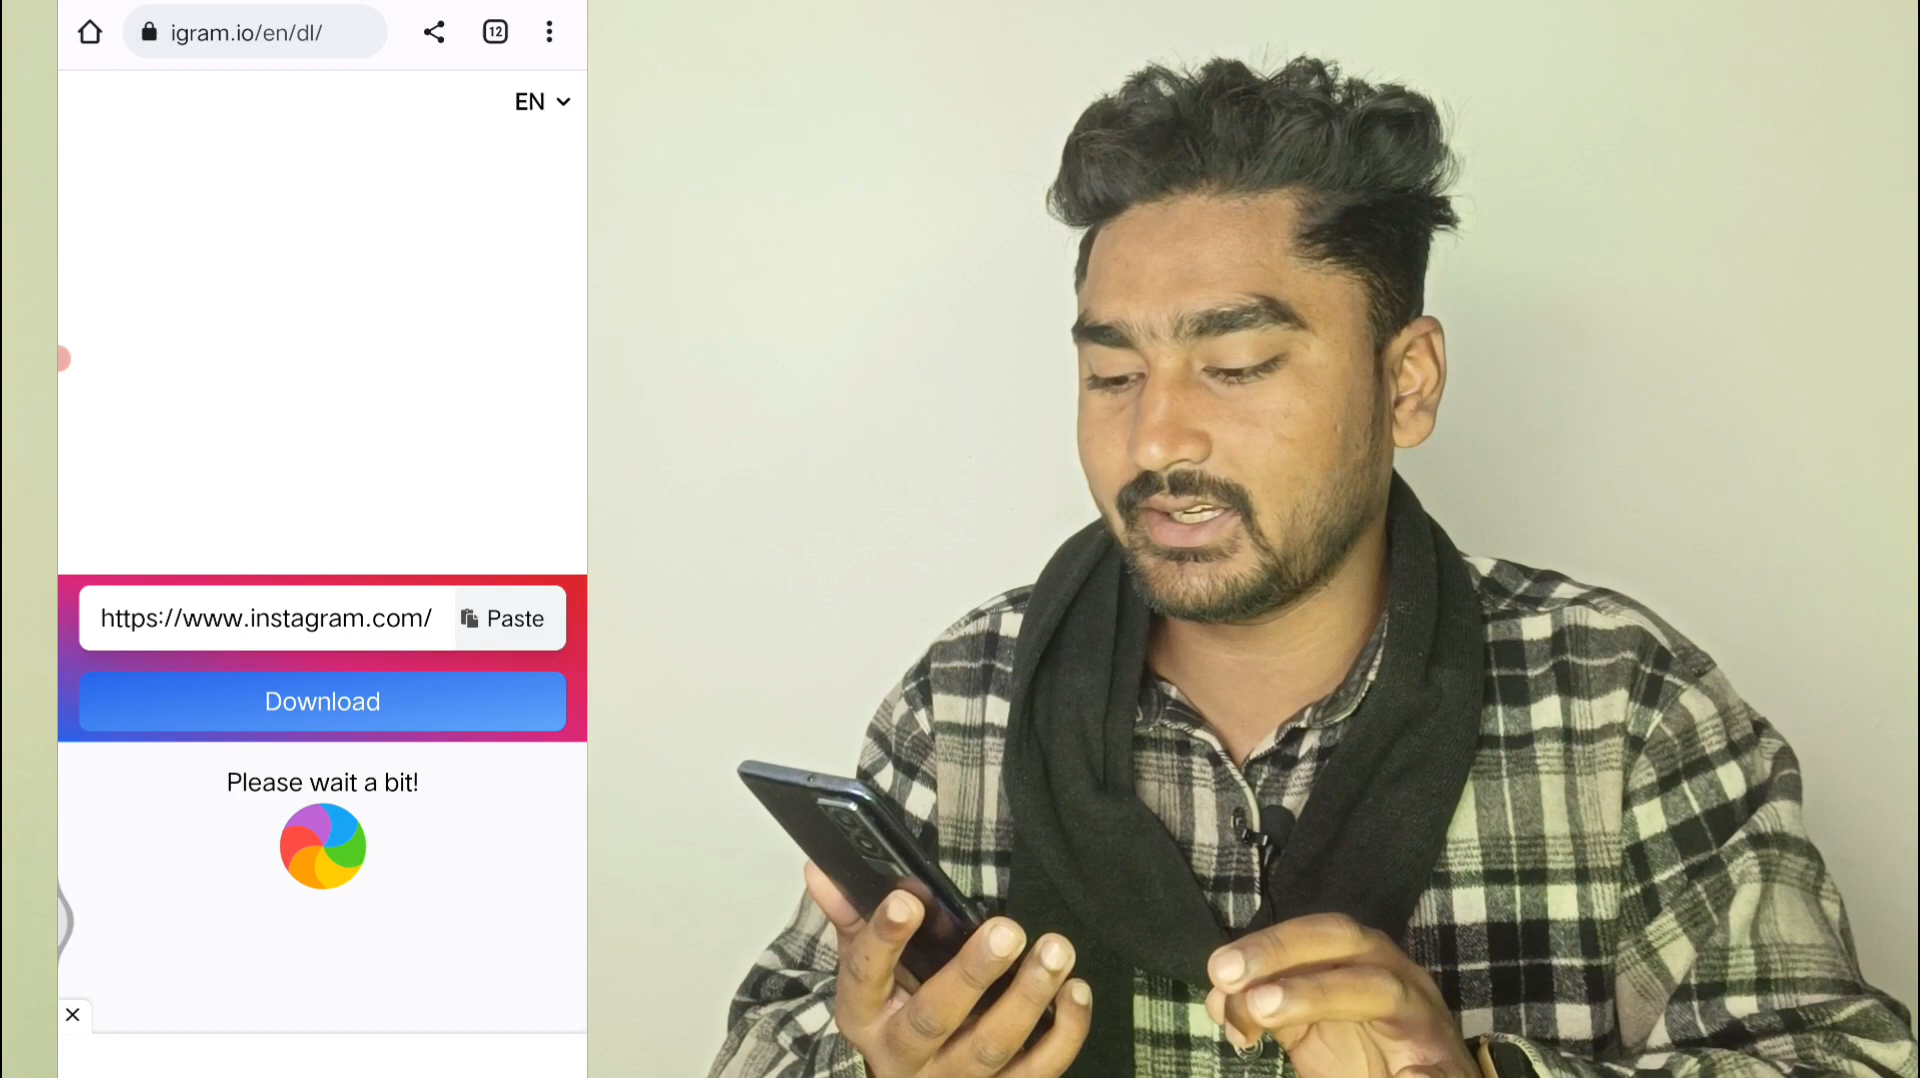 igram.io/en/dl/
12
EN
https://www.instagram.com/
Paste
Download
Please wait a bit!